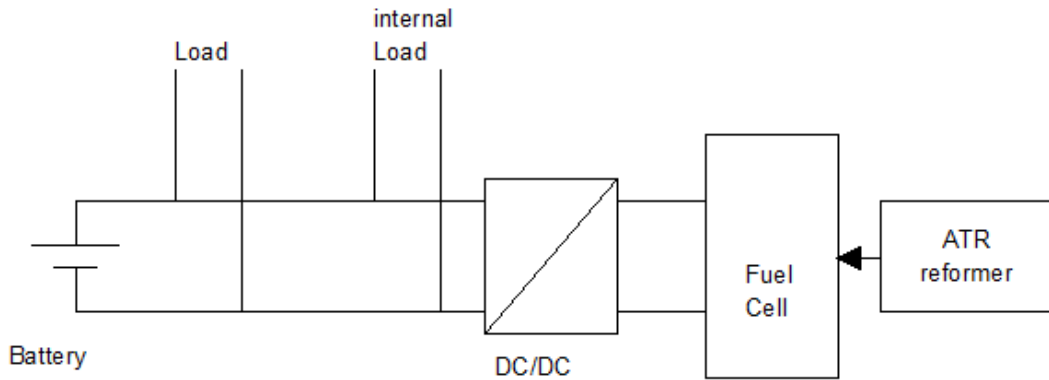 internal
Load
Load
ATR
reformer
Fuel
Cell
Battery
DC/DC